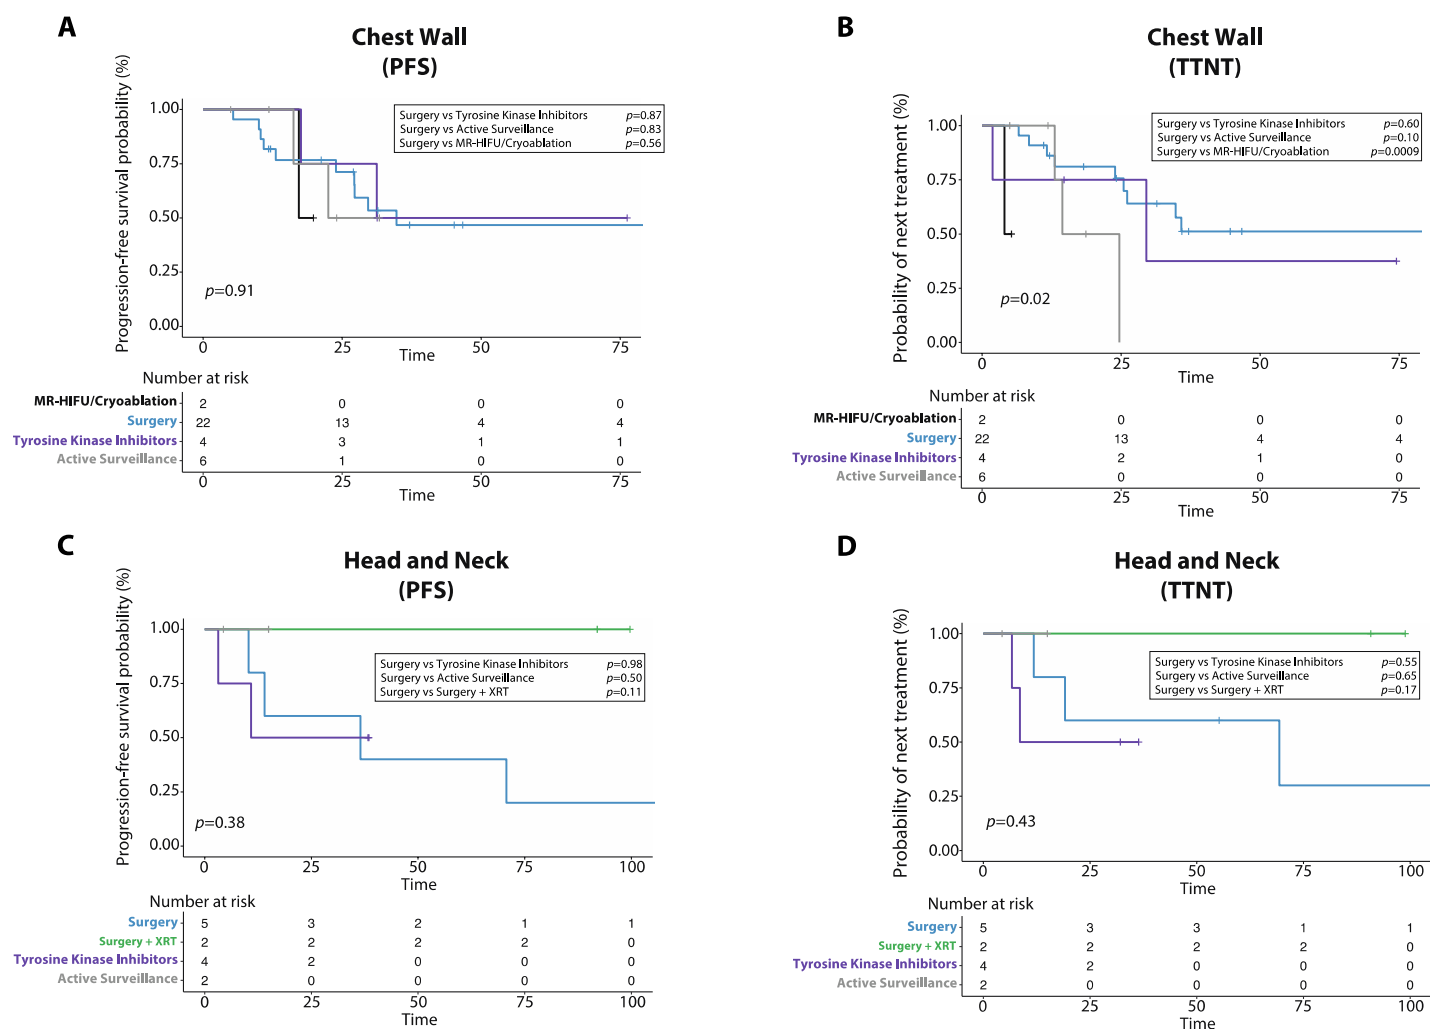 A
Chest Wall
(PFS)
Progression-free survival probability (%)
1.00
0.75
0.50
0.25
0.00
Surgery vs Tyrosine Kinase Inhibitors p=0.87
Surgery vs Active Surveillance p=0.83
Surgery vs MR-HIFU/Cryoablation p=0.56
p=0.91
0 25 50 75
Time
Number at risk
MR-HIFU/Cryoablation 2 0 0 0
Surgery 22 13 4 4
Tyrosine Kinase Inhibitors 4 3 1 1
Active Surveillance 6 1 0 0
0 25 50 75
Time
B
Chest Wall
(TTNT)
Probability of next treatment (%)
1.00
0.75
0.50
0.25
0.00
Surgery vs Tyrosine Kinase Inhibitors p=0.60
Surgery vs Active Surveillance p=0.10
Surgery vs MR-HIFU/Cryoablation p=0.0009
p=0.02
0 25 50 75
Time
Number at risk
MR-HIFU/Cryoablation 2 0 0 0
Surgery 22 13 4 4
Tyrosine Kinase Inhibitors 4 2 1 0
Active Surveillance 6 0 0 0
0 25 50 75
Time
C
Head and Neck
(PFS)
Progression-free survival probability (%)
1.00
0.75
0.50
0.25
0.00
Surgery vs Tyrosine Kinase Inhibitors p=0.98
Surgery vs Active Surveillance p=0.50
Surgery vs Surgery + XRT p=0.11
p=0.38
0 25 50 75 100
Time
Number at risk
Surgery 5 3 2 1 1
Surgery + XRT 2 2 2 2 0
Tyrosine Kinase Inhibitors 4 2 0 0 0
Active Surveillance 2 0 0 0 0
0 25 50 75 100
Time
D
Head and Neck
(TTNT)
Probability of next treatment (%)
1.00
0.75
0.50
0.25
0.00
Surgery vs Tyrosine Kinase Inhibitors p=0.55
Surgery vs Active Surveillance p=0.65
Surgery vs Surgery + XRT p=0.17
p=0.43
0 25 50 75 100
Time
Number at risk
Surgery 5 3 3 1 1
Surgery + XRT 2 2 2 2 0
Tyrosine Kinase Inhibitors 4 2 0 0 0
Active Surveillance 2 0 0 0 0
0 25 50 75 100
Time